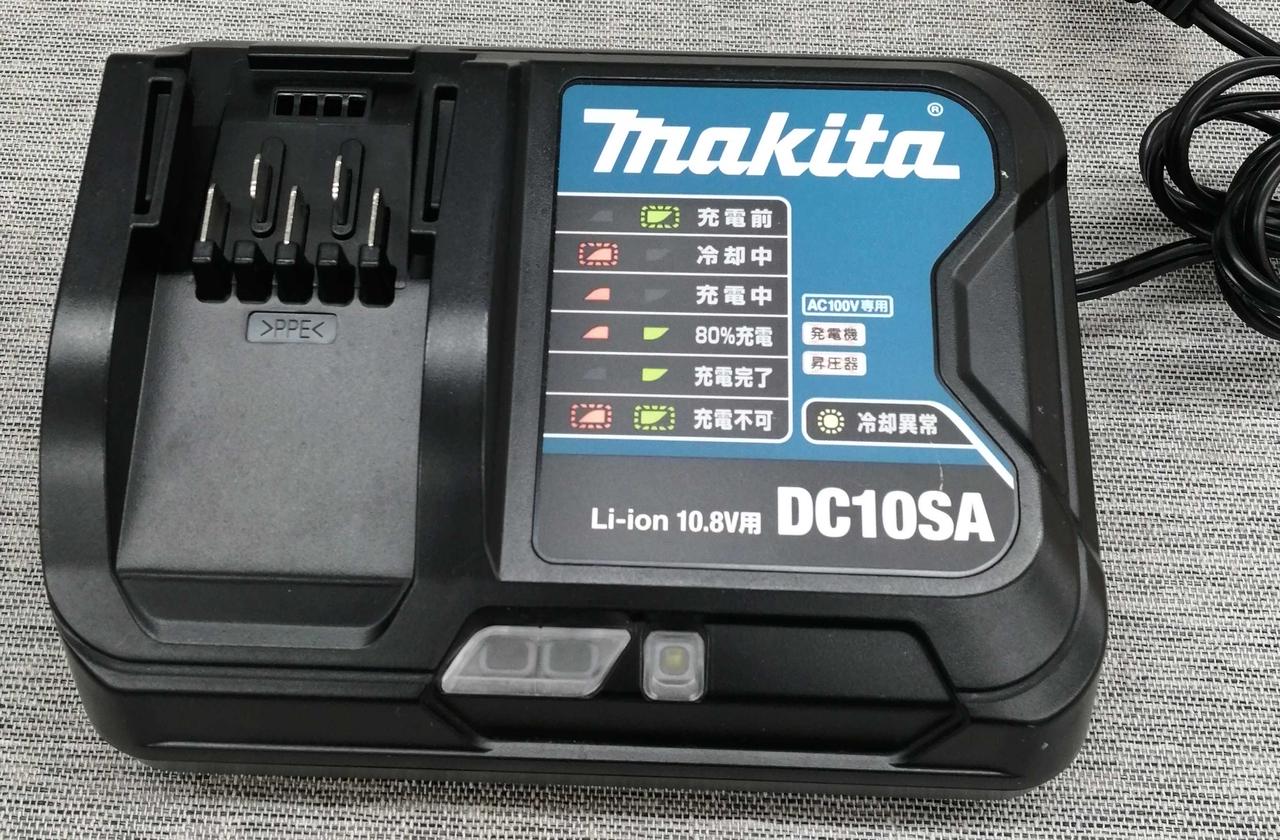 makita®
充電前
冷却中
充電中
80%充電
充電完了
充電不可
AC100V専用
発電機
昇圧器
冷却異常
Li-ion 10.8V用 DC10SA
>PPE<